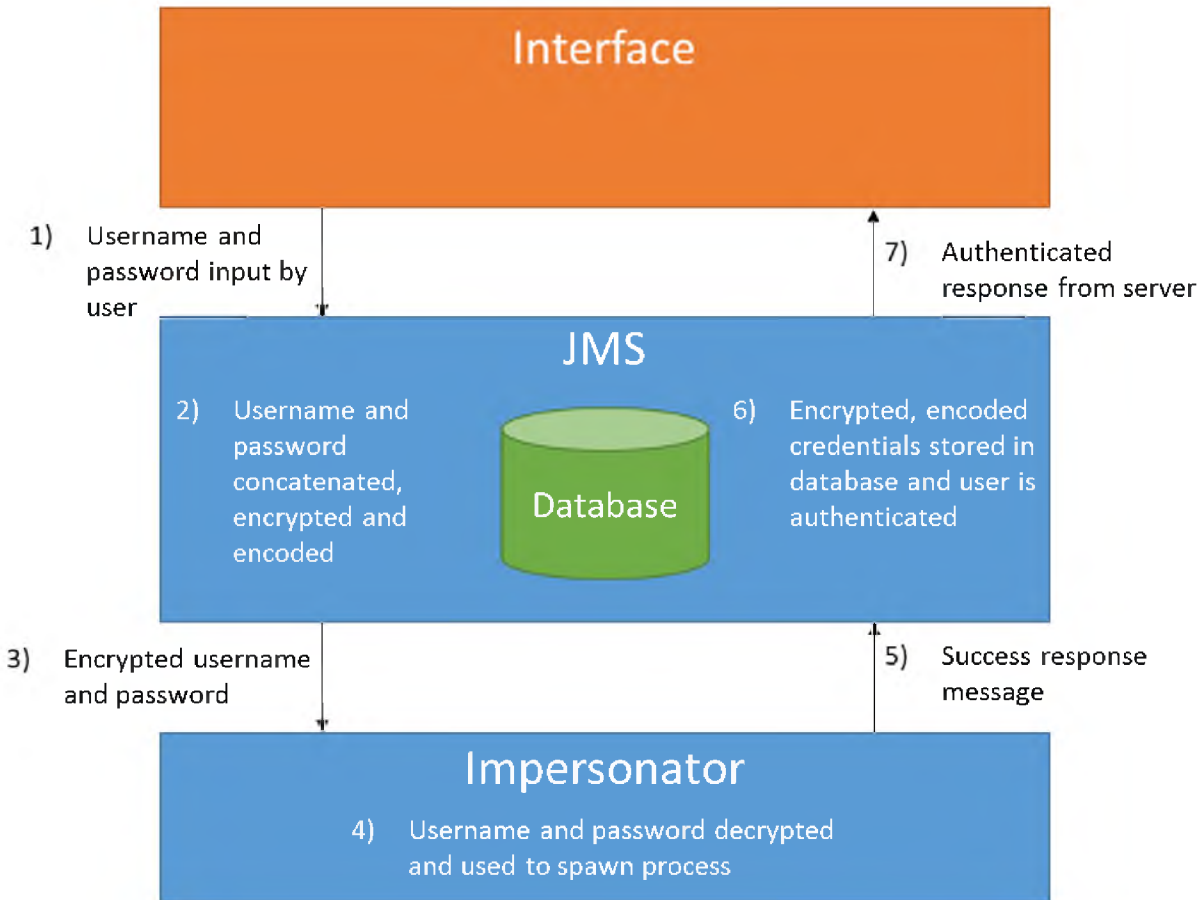 Interface
1) Username and
password input by
user
7) Authenticated
response from server
JMS
2) Username and
password
concatenated,
encrypted and
encoded
Database
6) Encrypted, encoded
credentials stored in
database and user is
authenticated
3) Encrypted username
and password
5) Success response
message
Impersonator
4) Username and password decrypted
and used to spawn process